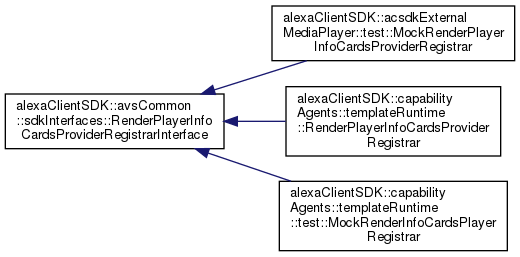 alexaClientSDK::acsdkExternal
MediaPlayer::test::MockRenderPlayer
InfoCardsProviderRegistrar
alexaClientSDK::avsCommon
::sdkInterfaces::RenderPlayerInfo
CardsProviderRegistrarInterface
alexaClientSDK::capability
Agents::templateRuntime
::RenderPlayerInfoCardsProvider
Registrar
alexaClientSDK::capability
Agents::templateRuntime
::test::MockRenderInfoCardsPlayer
Registrar